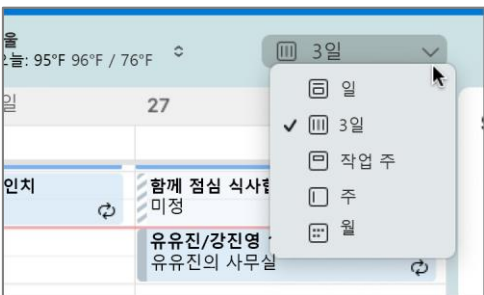 울
늘: 95°F 96°F / 76°F
3일
일
27
일
3일
작업 주
주
월
인치
함께 점심 식사
미정
유유진/강진영
유유진의 사무실